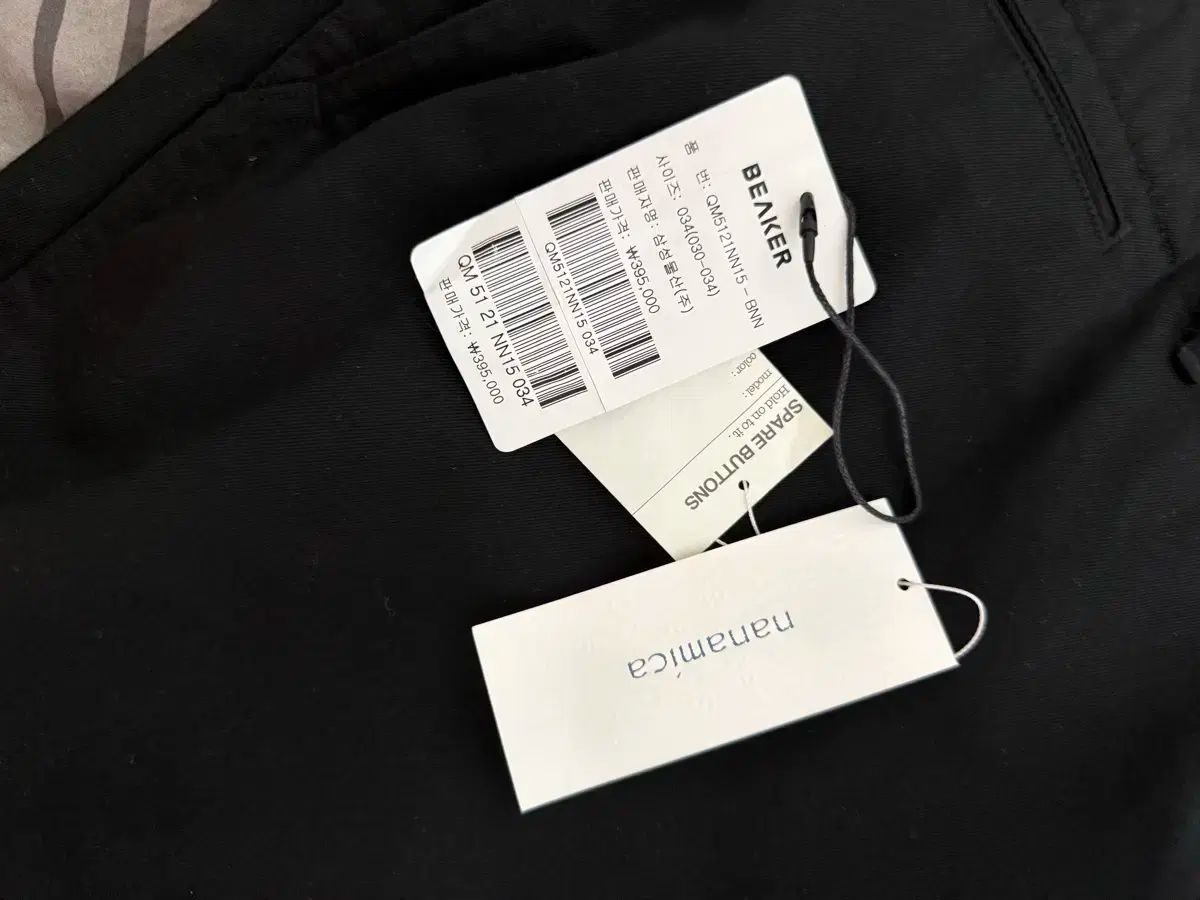 BEAKER
품 번: QM5121NN15 - BNN
사이즈: 034(030-034)
판매자명: 삼성물산(주)
판매가격: ₩395,000
QM5121NN15 034
QM 51 21 NN15 034
판매가격: ₩395,000
SPARE BUTTONS
Hold on to it.
model:
color:
nanamica